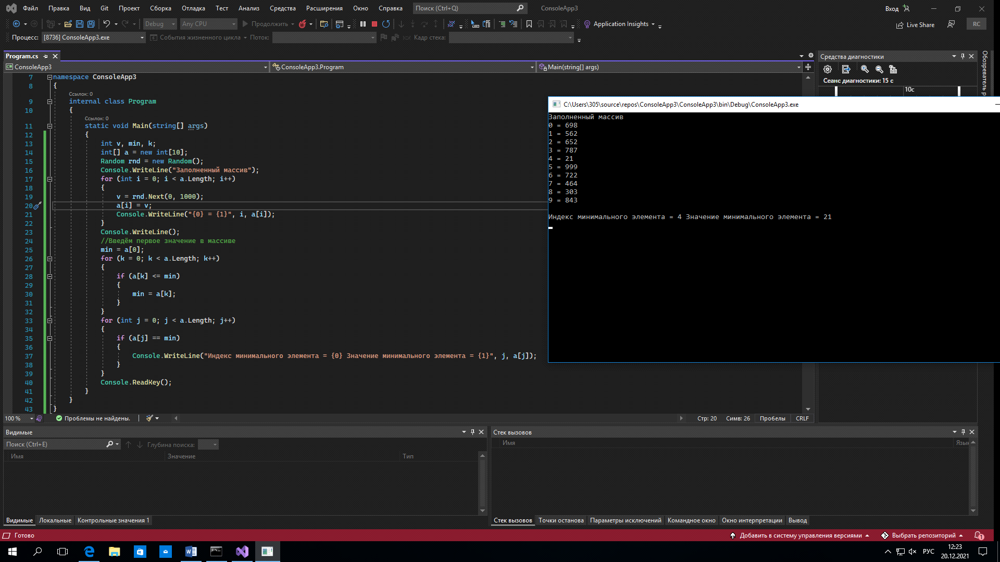 Файл Правка Вид Git Проект Сборка Отладка Тест Анализ Средства Расширения Окно Справка Поиск (Ctrl+Q) ConsoleApp3 Вход
Debug Any CPU Продолжить Application Insights Live Share RC
Процесс: [8736] ConsoleApp3.exe События жизненного цикла Поток: Кадр стека:
Program.cs
ConsoleApp3 ConsoleApp3.Program Main(string[] args)
7 namespace ConsoleApp3
8 {
Ссылок: 0
9 internal class Program
10 {
Ссылок: 0
11 static void Main(string[] args)
12 {
13 int v, min, k;
14 int[] a = new int[10];
15 Random rnd = new Random();
16 Console.WriteLine("Заполненный массив");
17 for (int i = 0; i < a.Length; i++)
18 {
19 v = rnd.Next(0, 1000);
20 a[i] = v;
21 Console.WriteLine("{0} = {1}", i, a[i]);
22 }
23 Console.WriteLine();
24 //Введём первое значение в массиве
25 min = a[0];
26 for (k = 0; k < a.Length; k++)
27 {
28 if (a[k] <= min)
29 {
30 min = a[k];
31 }
32 }
33 for (int j = 0; j < a.Length; j++)
34 {
35 if (a[j] == min)
36 {
37 Console.WriteLine("Индекс минимального элемента = {0} Значение минимального элемента = {1}", j, a[j]);
38 }
39 }
40 Console.ReadKey();
41 }
42 }
43 }
100 % Проблемы не найдены. Стр: 20 Симв: 26 Пробелы CRLF
Средства диагностики
Сеанс диагностики: 15 с
10с
Обозреватель р
C:\Users\305\source\repos\ConsoleApp3\ConsoleApp3\bin\Debug\ConsoleApp3.exe
Заполненный массив
0 = 698
1 = 562
2 = 652
3 = 787
4 = 21
5 = 999
6 = 722
7 = 464
8 = 303
9 = 843
Индекс минимального элемента = 4 Значение минимального элемента = 21
Видимые
Поиск (Ctrl+E) Глубина поиска:
Имя Значение Тип
Видимые Локальные Контрольные значения 1
Стек вызовов
Имя Язык
Стек вызовов Точки останова Параметры исключений Командное окно Окно интерпретации Вывод
Готово Добавить в систему управления версиями Выбрать репозиторий 1
РУС 12:23
20.12.2021